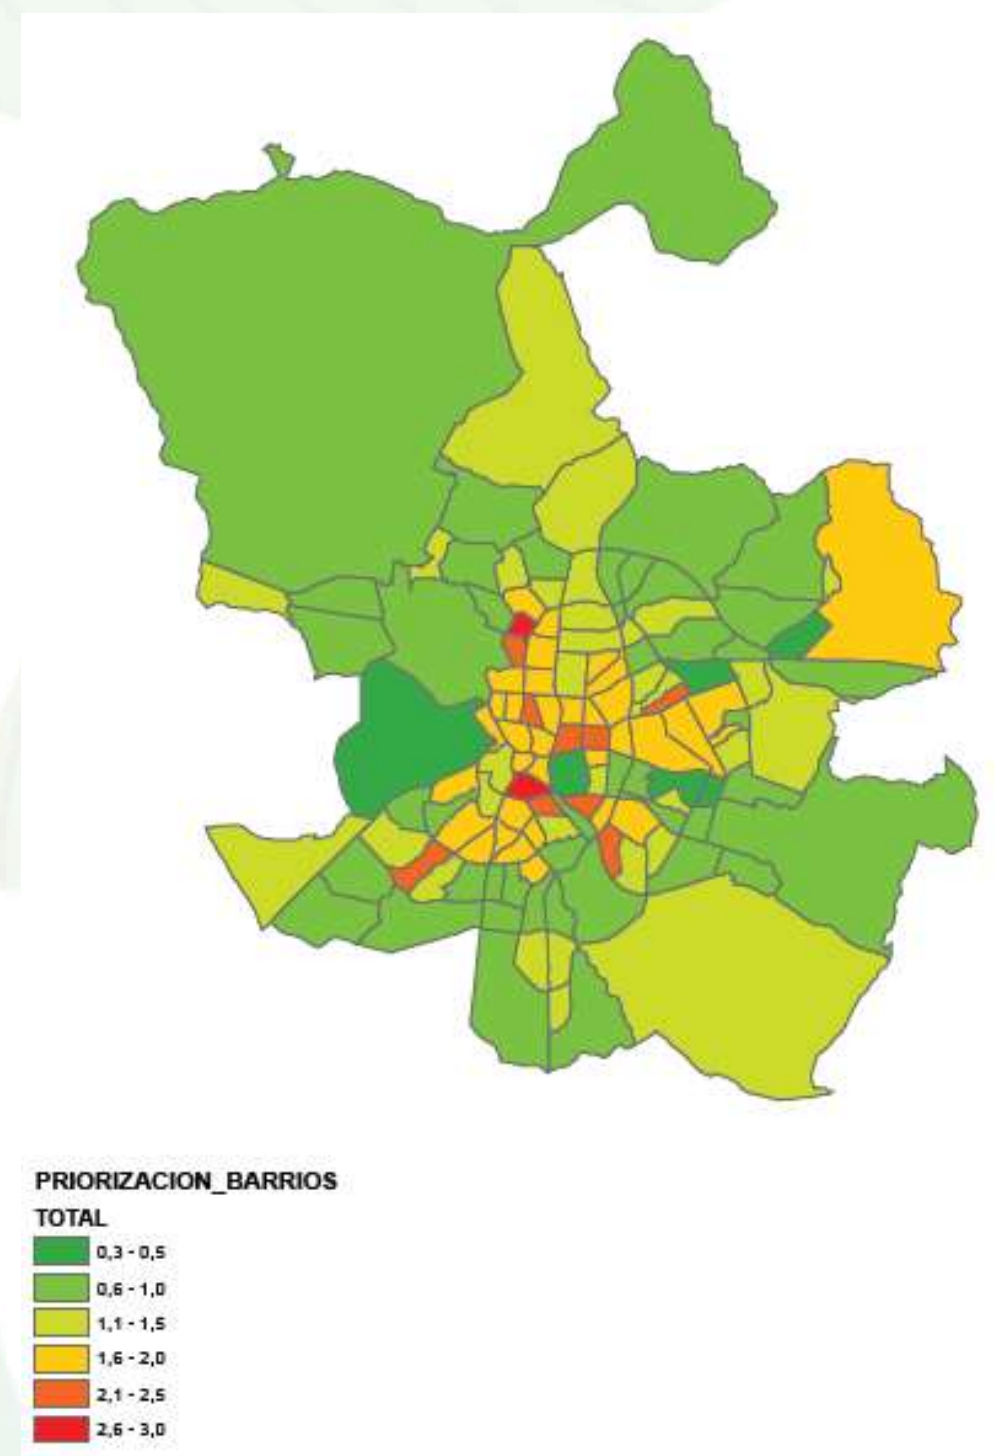 PRIORIZACION_BARRIOS
TOTAL
0,3 - 0,5
0,6 - 1,0
1,1 - 1,5
1,6 - 2,0
2,1 - 2,5
2,6 - 3,0